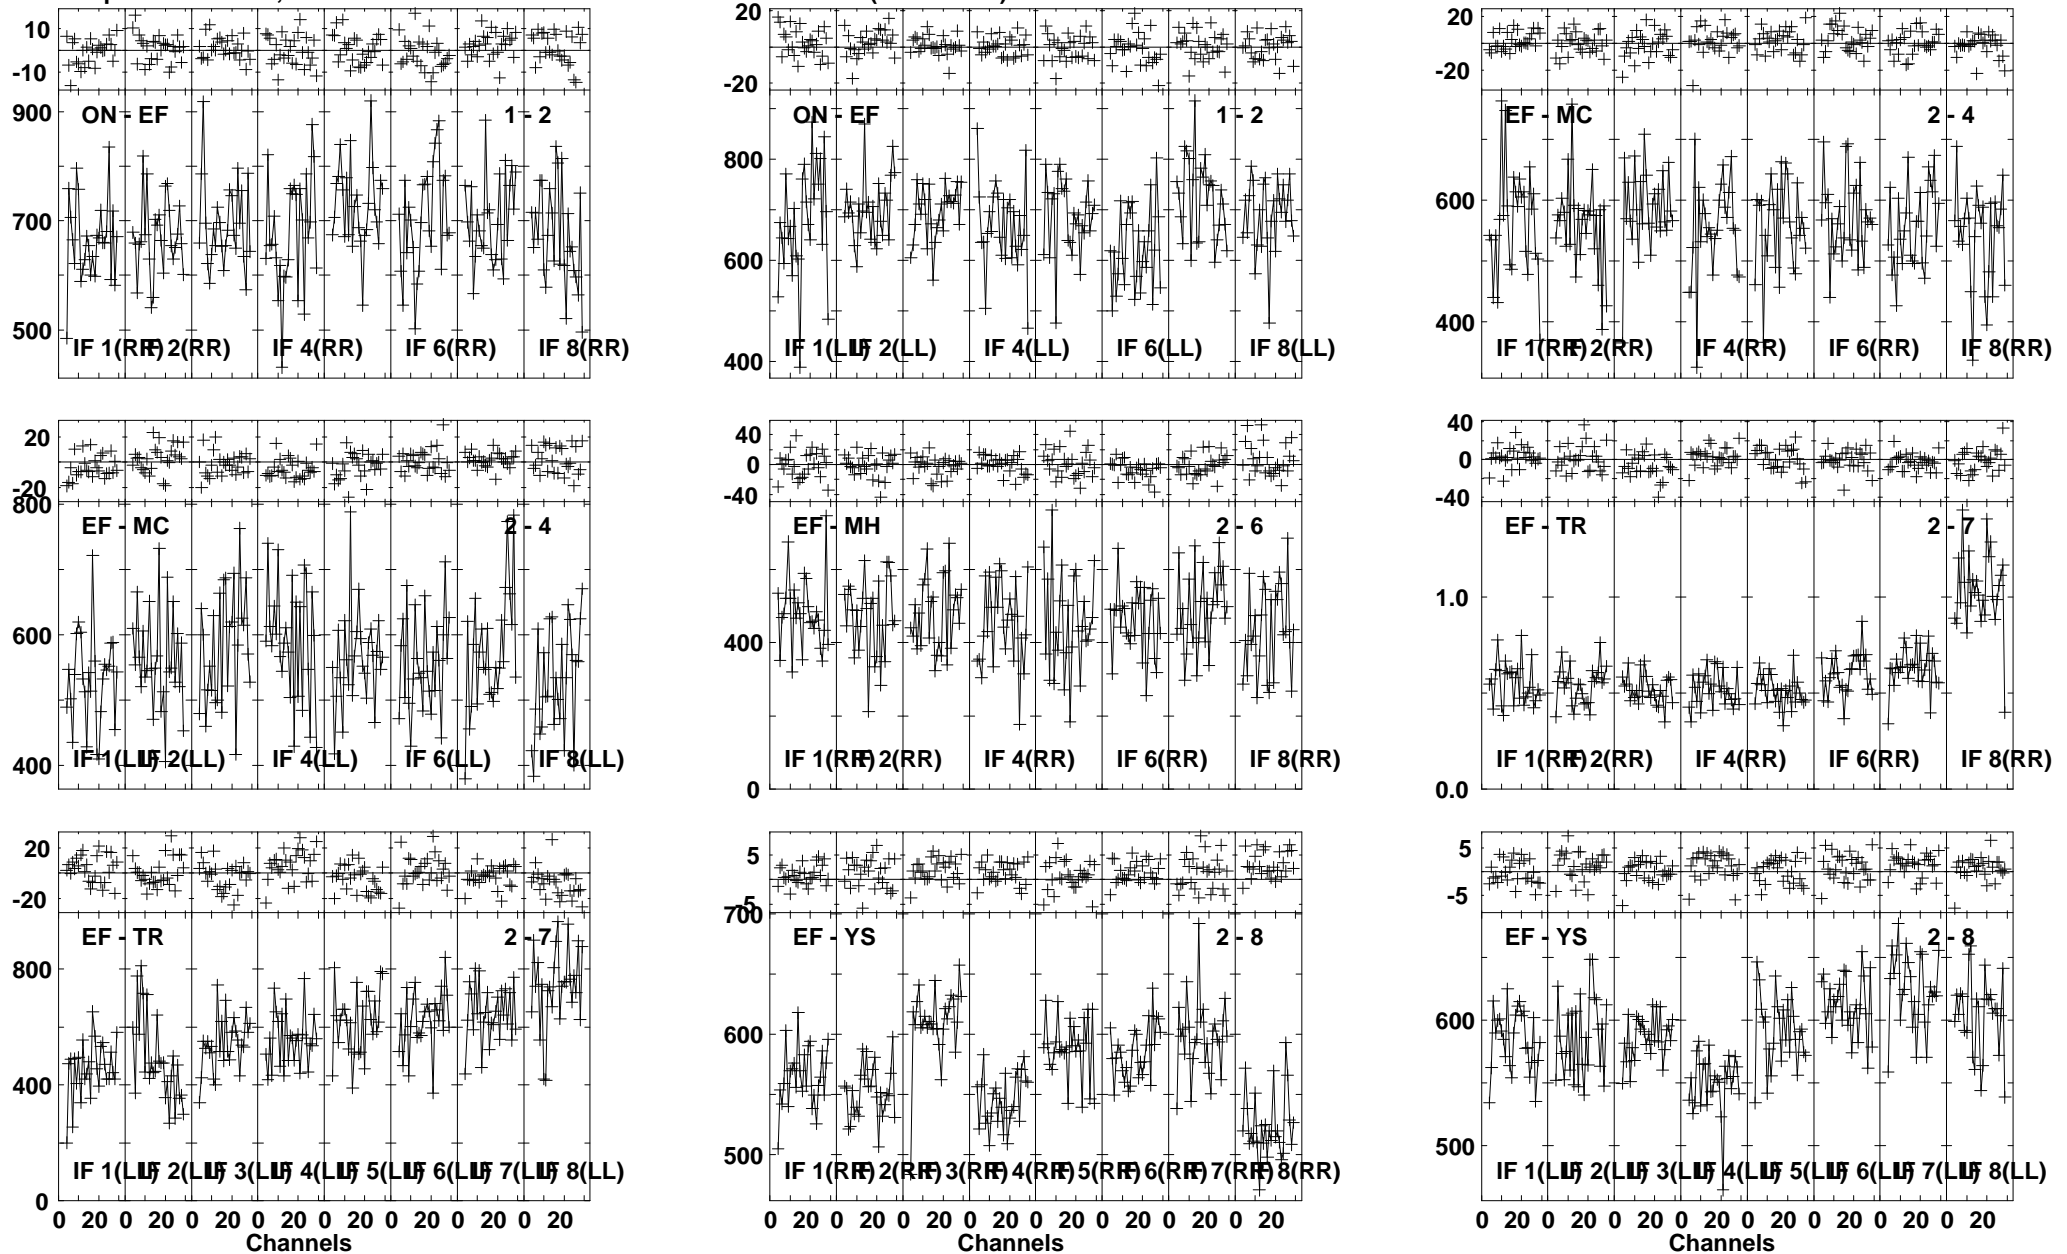 10
-10
900
700
500
ON - EF 1 - 2
IF 1(RR) IF 2(RR) IF 4(RR) IF 6(RR) IF 8(RR)
20
-20
800
600
400
ON - EF 1 - 2
IF 1(LL) IF 2(LL) IF 4(LL) IF 6(LL) IF 8(LL)
20
-20
600
400
EF - MC 2 - 4
IF 1(RR) IF 2(RR) IF 4(RR) IF 6(RR) IF 8(RR)
20
-20
800
600
400
EF - MC 2 - 4
IF 1(LL) IF 2(LL) IF 4(LL) IF 6(LL) IF 8(LL)
40
0
-40
400
0
EF - MH 2 - 6
IF 1(RR) IF 2(RR) IF 4(RR) IF 6(RR) IF 8(RR)
40
0
-40
1.0
0.0
EF - TR 2 - 7
IF 1(RR) IF 2(RR) IF 4(RR) IF 6(RR) IF 8(RR)
20
-20
800
400
0
EF - TR 2 - 7
IF 1(LL) IF 2(LL) IF 3(LL) IF 4(LL) IF 5(LL) IF 6(LL) IF 7(LL) IF 8(LL)
0 20 0 20 0 20 0 20 0 20 0 20 0 20 0 20
Channels
5
-5
700
600
500
EF - YS 2 - 8
IF 1(RR) IF 2(RR) IF 3(RR) IF 4(RR) IF 5(RR) IF 6(RR) IF 7(RR) IF 8(RR)
0 20 0 20 0 20 0 20 0 20 0 20 0 20 0 20
Channels
5
-5
600
500
EF - YS 2 - 8
IF 1(LL) IF 2(LL) IF 3(LL) IF 4(LL) IF 5(LL) IF 6(LL) IF 7(LL) IF 8(LL)
0 20 0 20 0 20 0 20 0 20 0 20 0 20 0 20
Channels